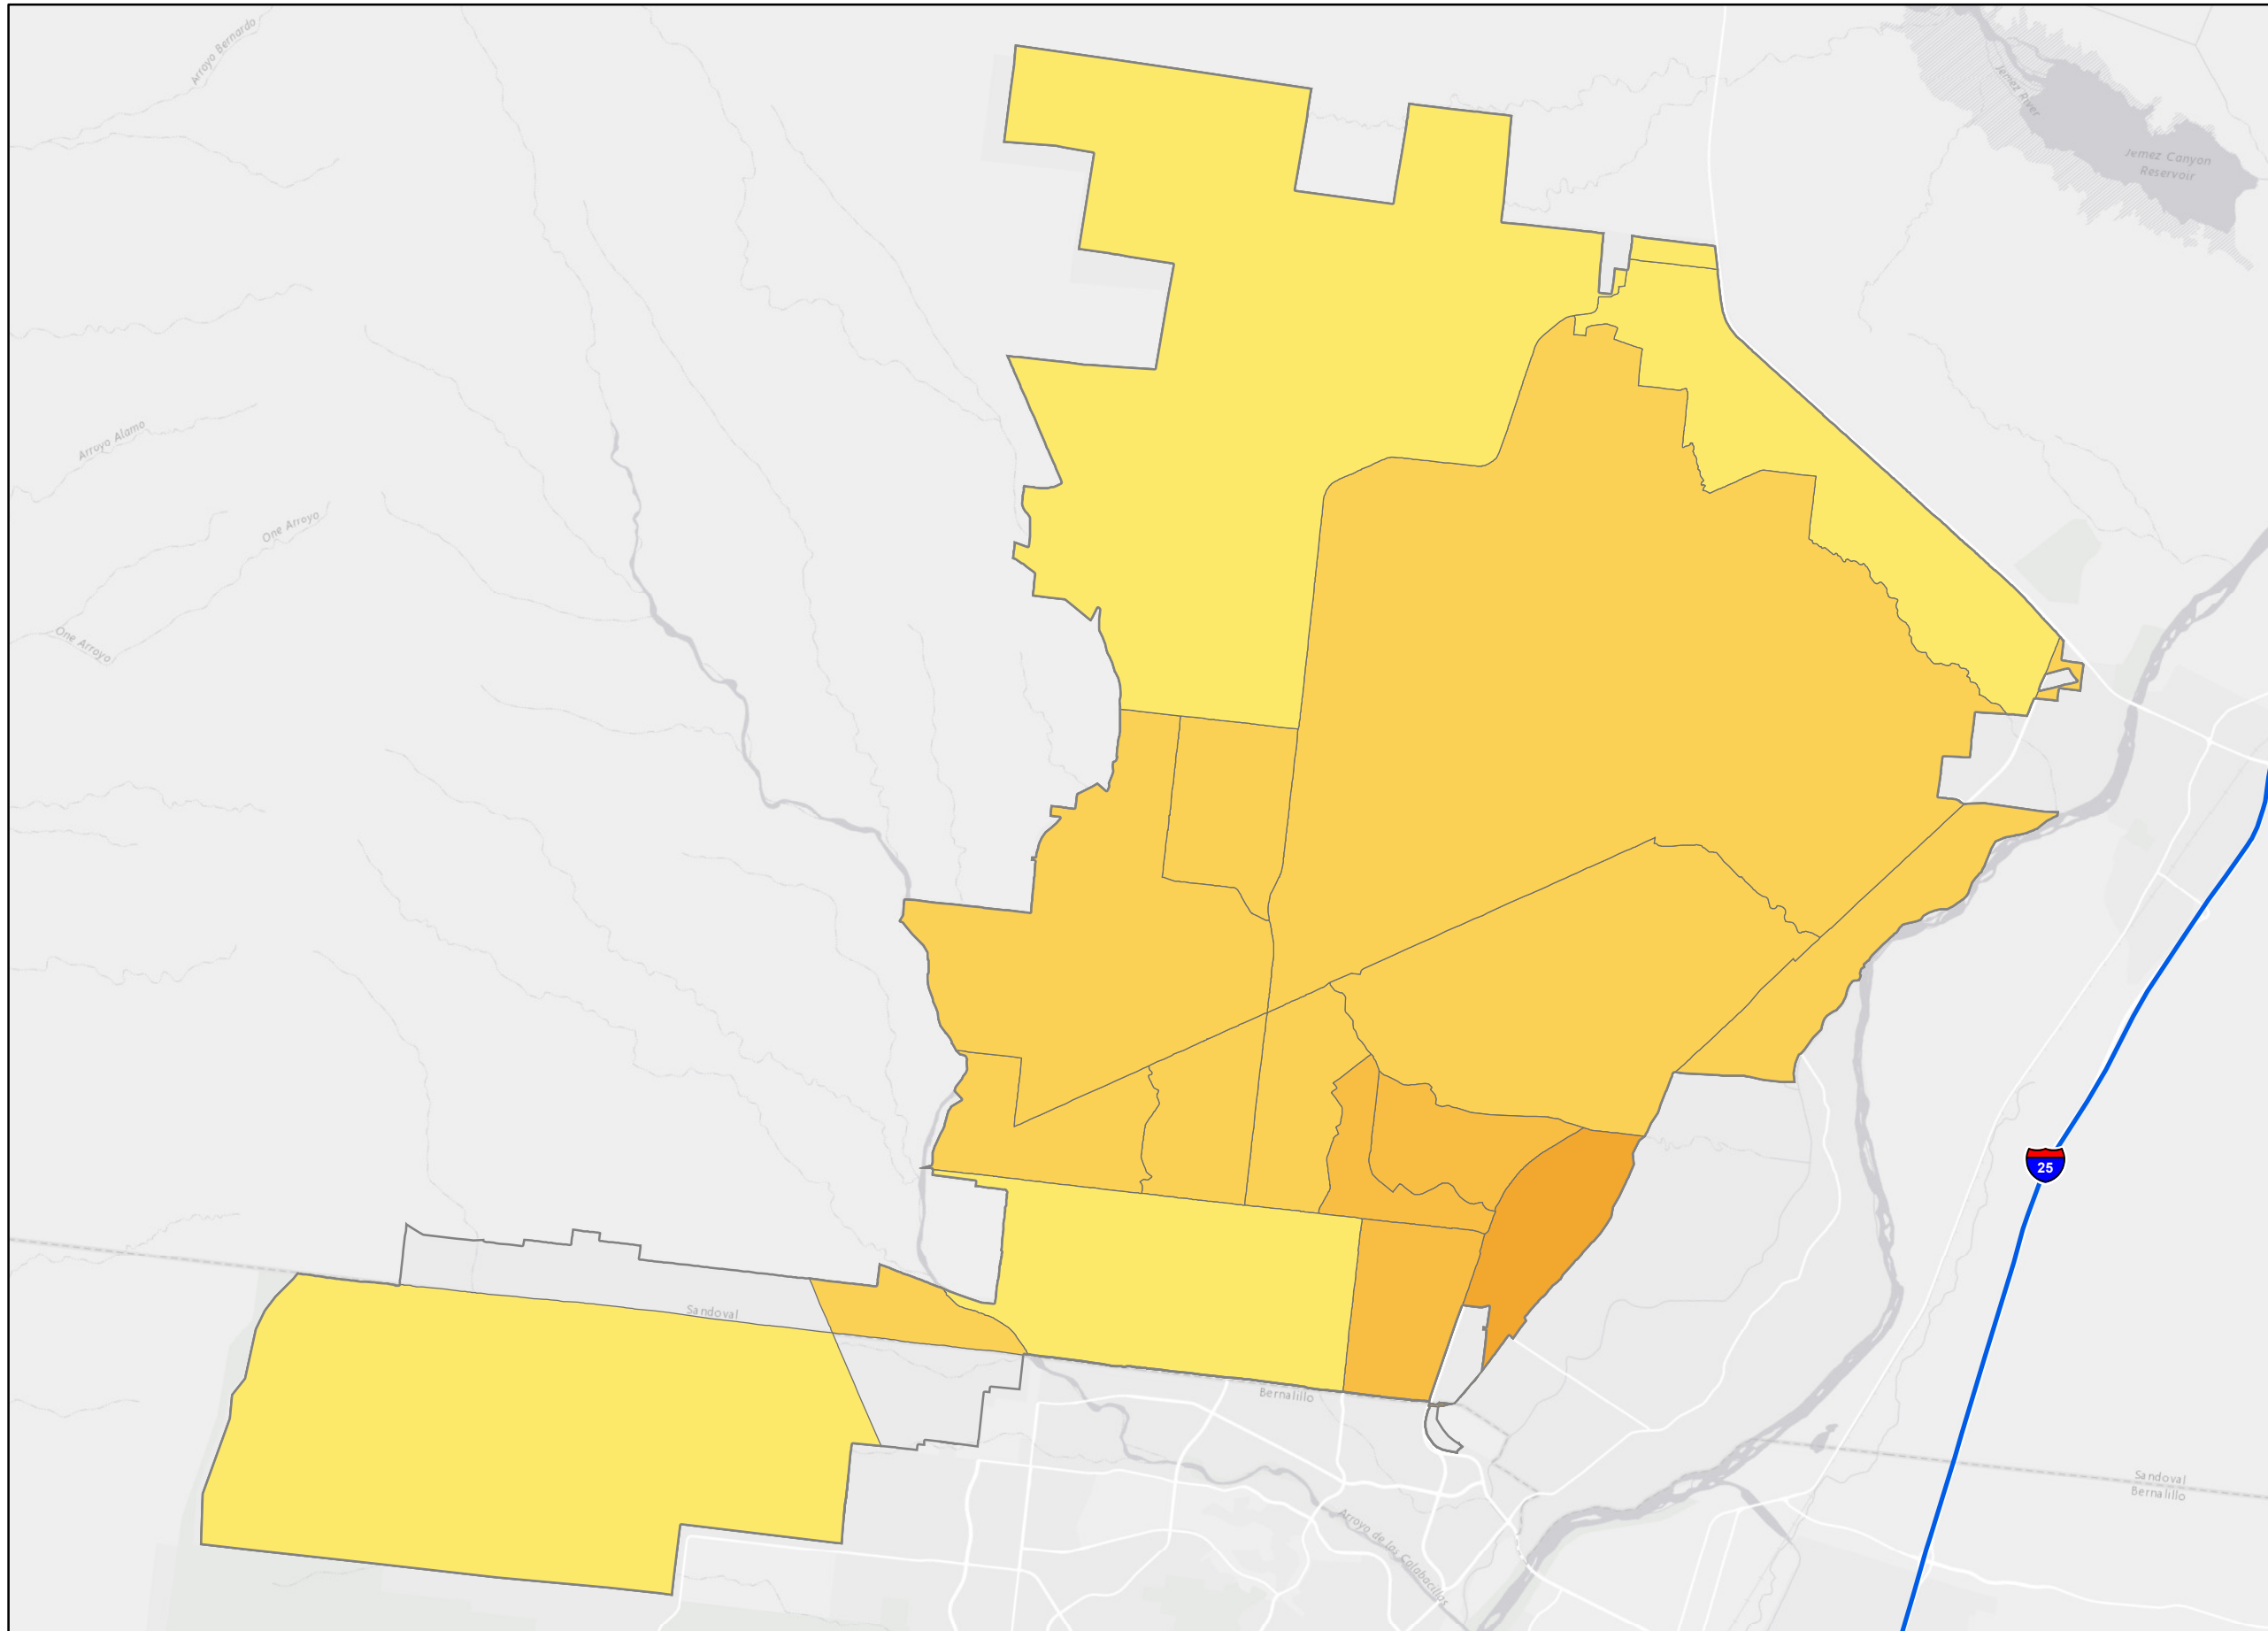 Arroyo Bernardo
Jemez River
Jemez Canyon
Reservoir
Arroyo Alamo
One Arroyo
One Arroyo
25
Sandoval
Bernalillo
Sandoval
Bernalillo
Arroyo de las Calabacillas